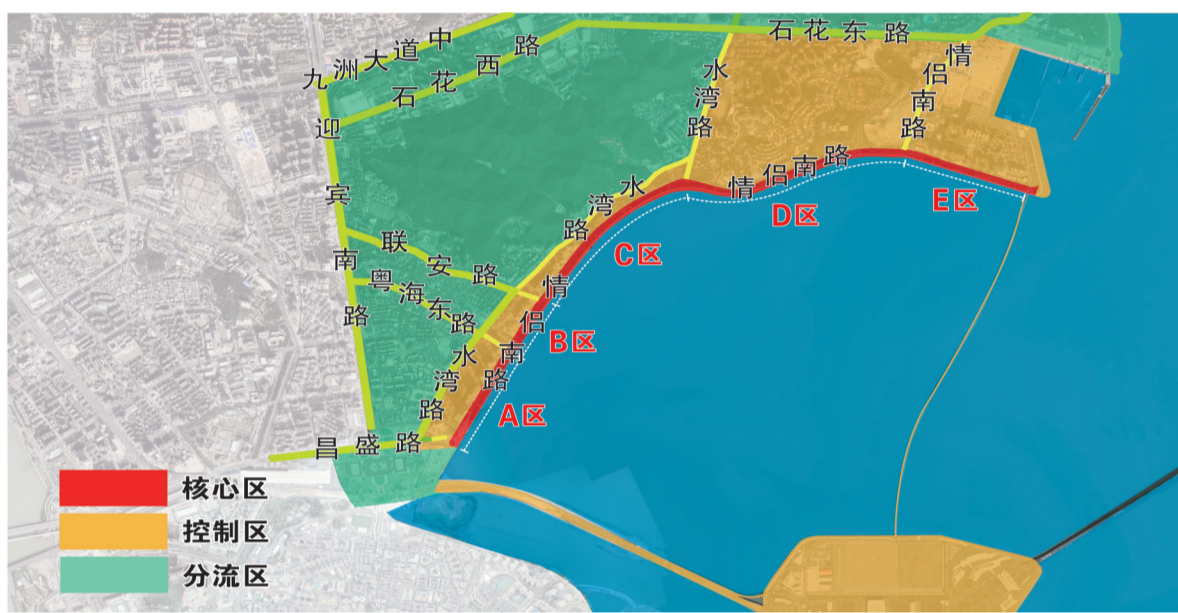 九洲大道中
石花西路
石花东路
水湾路
情侣南路
迎宾南路
情侣南路
水湾路
联安路
粤海东路
情侣南路
水湾路
昌盛路
A区
B区
C区
D区
E区
核心区
控制区
分流区